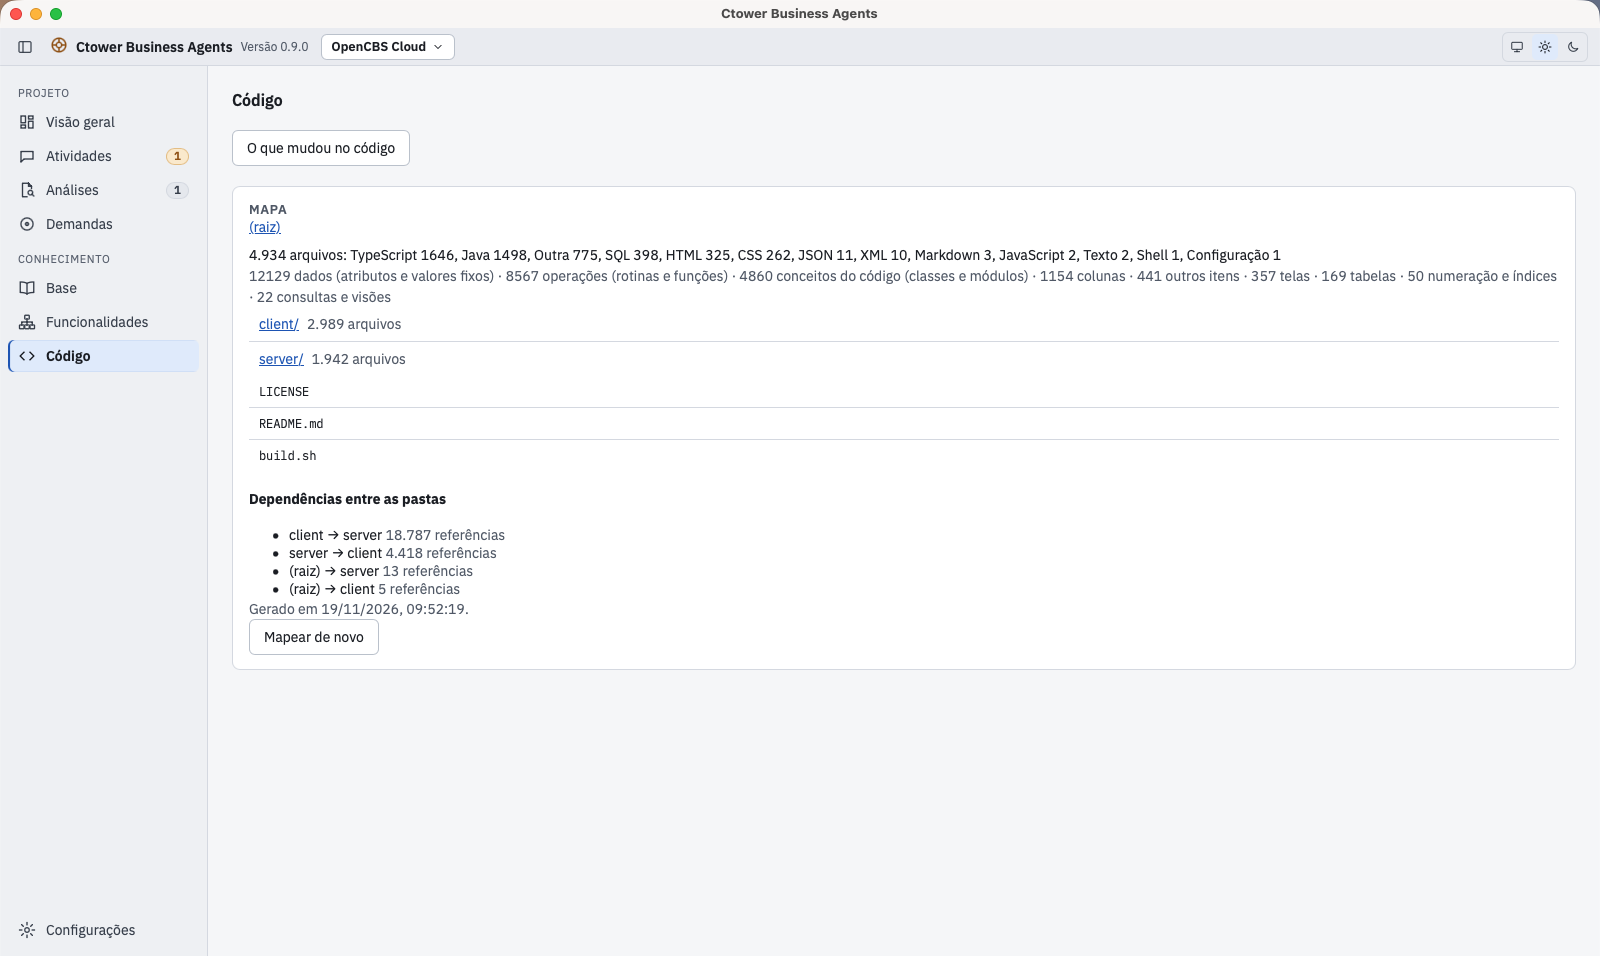 Ctower Business Agents
Ctower Business Agents Versão 0.9.0 OpenCBS Cloud
PROJETO
Visão geral
Atividades 1
Análises 1
Demandas
CONHECIMENTO
Base
Funcionalidades
Código
Configurações
Código
O que mudou no código
MAPA
(raiz)
4.934 arquivos: TypeScript 1646, Java 1498, Outra 775, SQL 398, HTML 325, CSS 262, JSON 11, XML 10, Markdown 3, JavaScript 2, Texto 2, Shell 1, Configuração 1
12129 dados (atributos e valores fixos) · 8567 operações (rotinas e funções) · 4860 conceitos do código (classes e módulos) · 1154 colunas · 441 outros itens · 357 telas · 169 tabelas · 50 numeração e índices
· 22 consultas e visões
client/ 2.989 arquivos
server/ 1.942 arquivos
LICENSE
README.md
build.sh
Dependências entre as pastas
client → server 18.787 referências
server → client 4.418 referências
(raiz) → server 13 referências
(raiz) → client 5 referências
Gerado em 19/11/2026, 09:52:19.
Mapear de novo